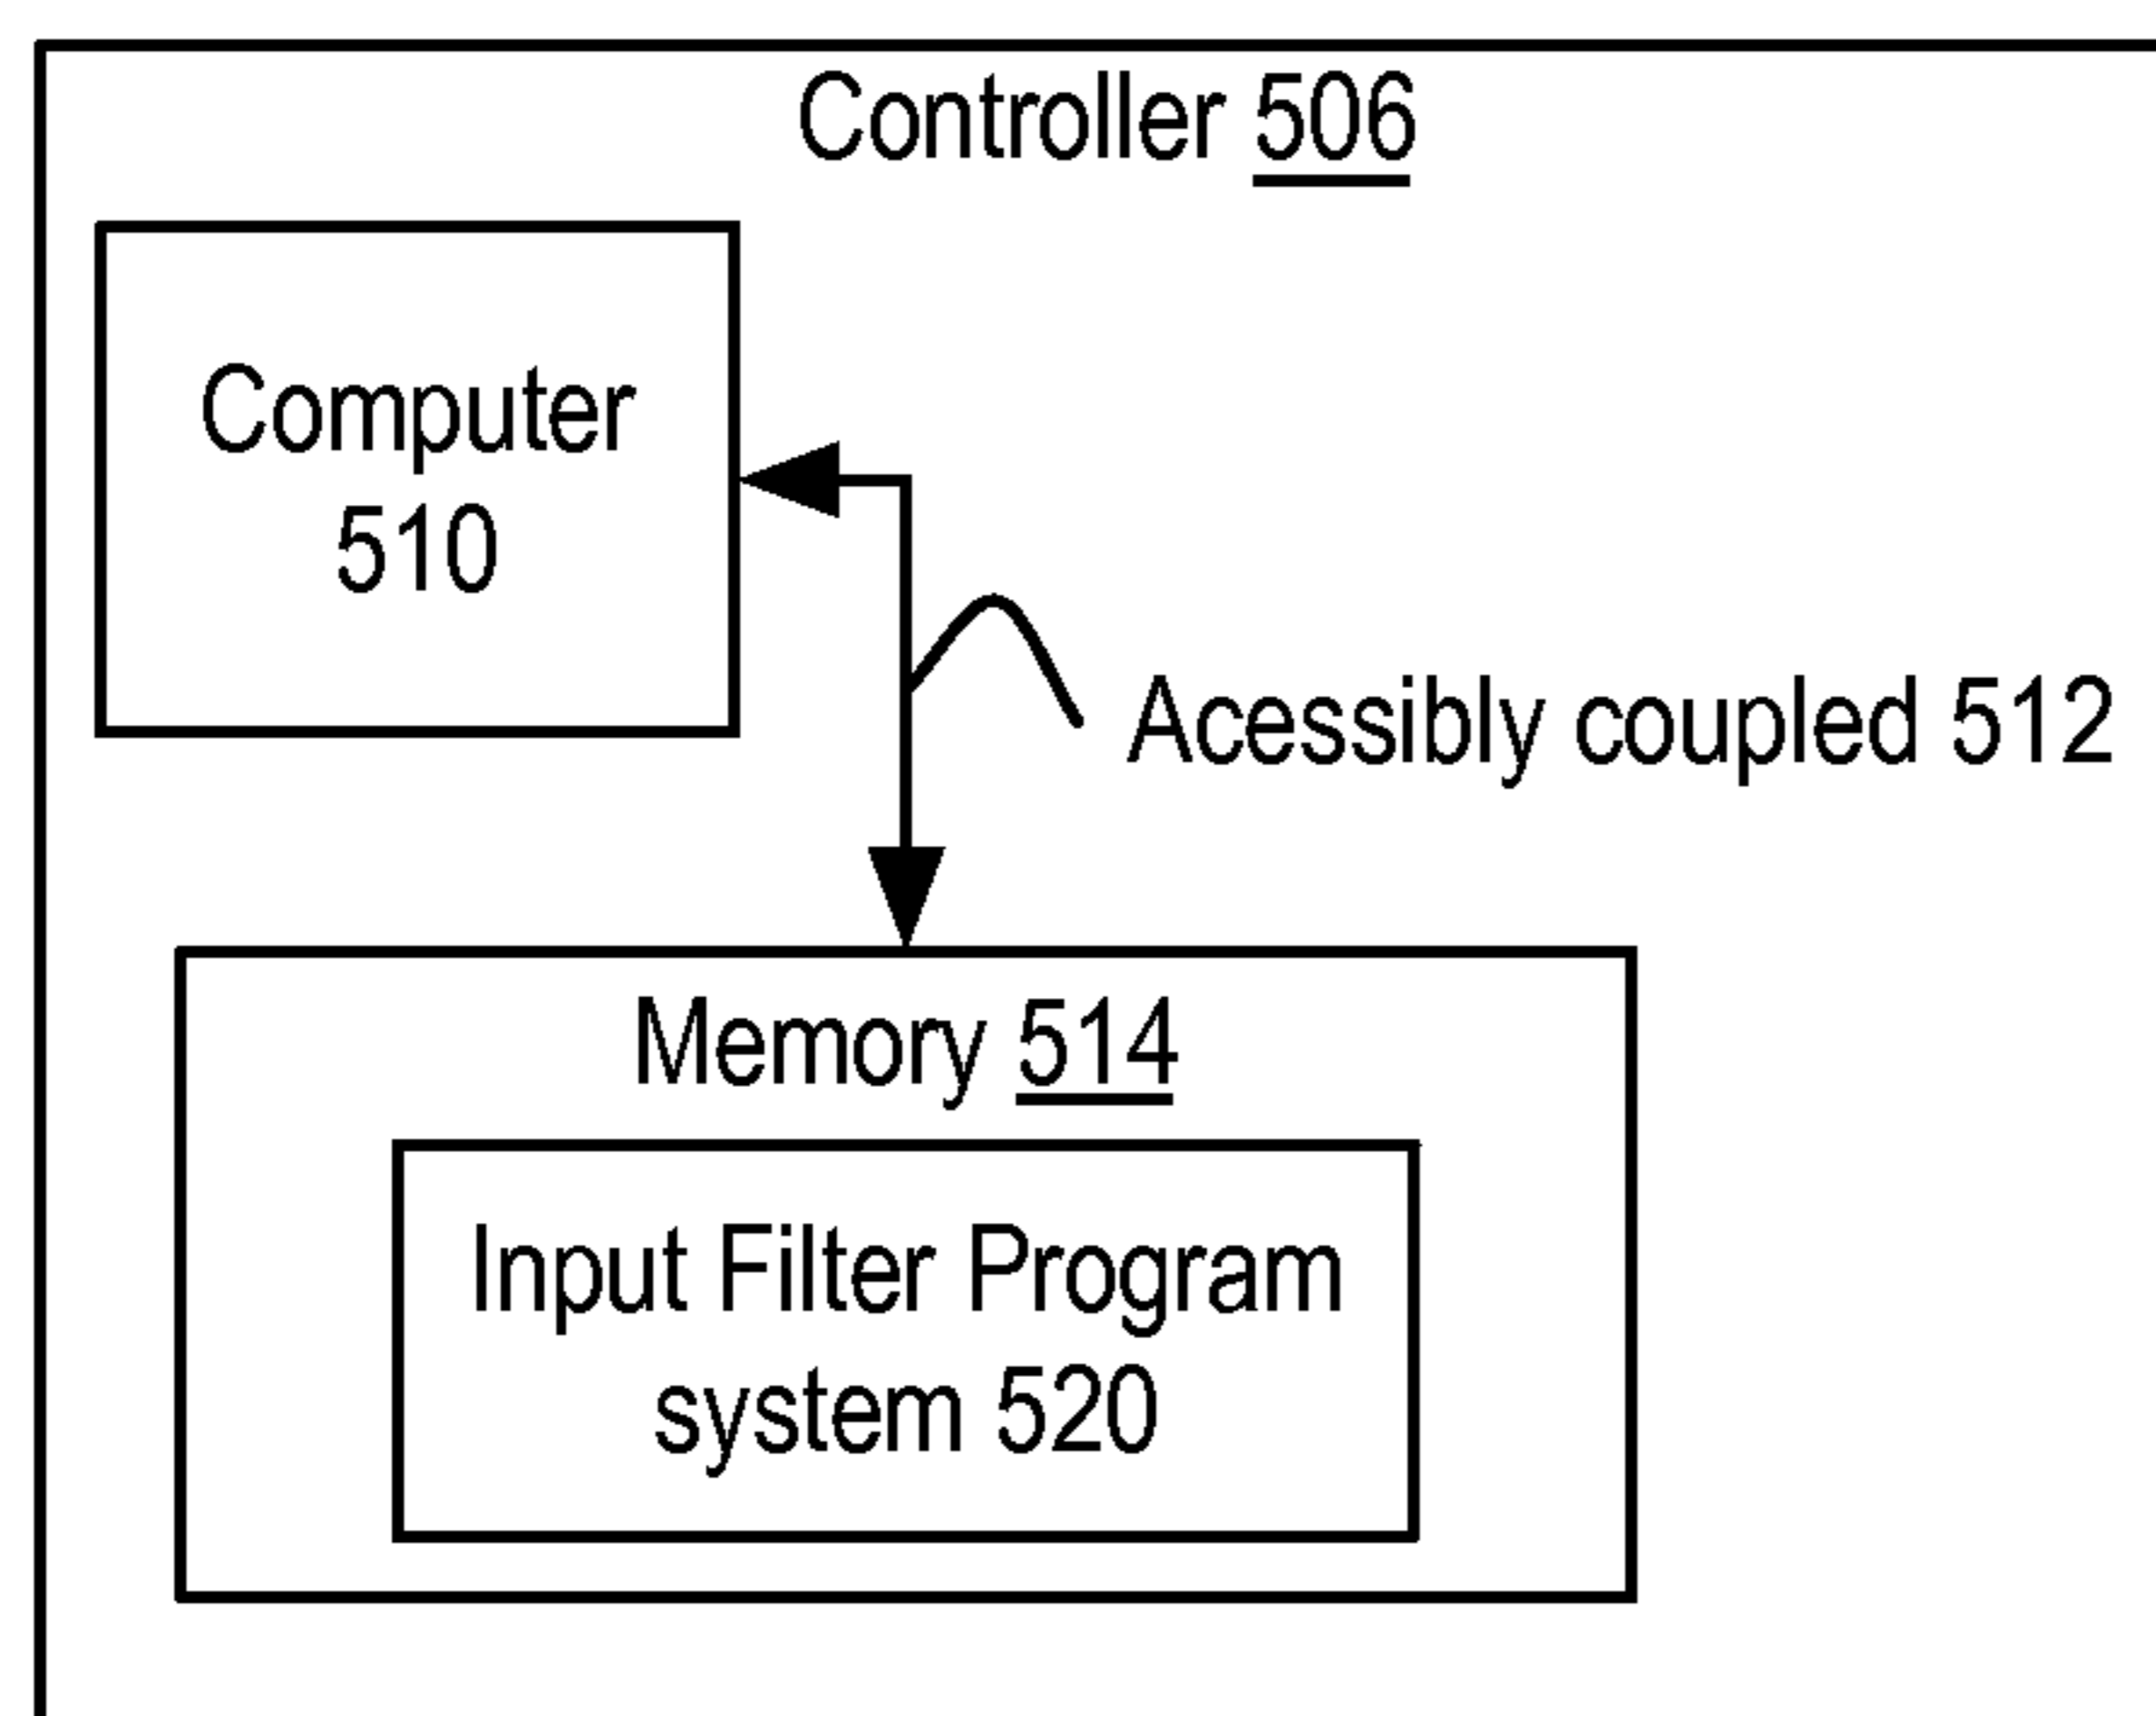 Controller 506
Computer
510
Acessibly coupled 512
Memory 514
Input Filter Program
system 520